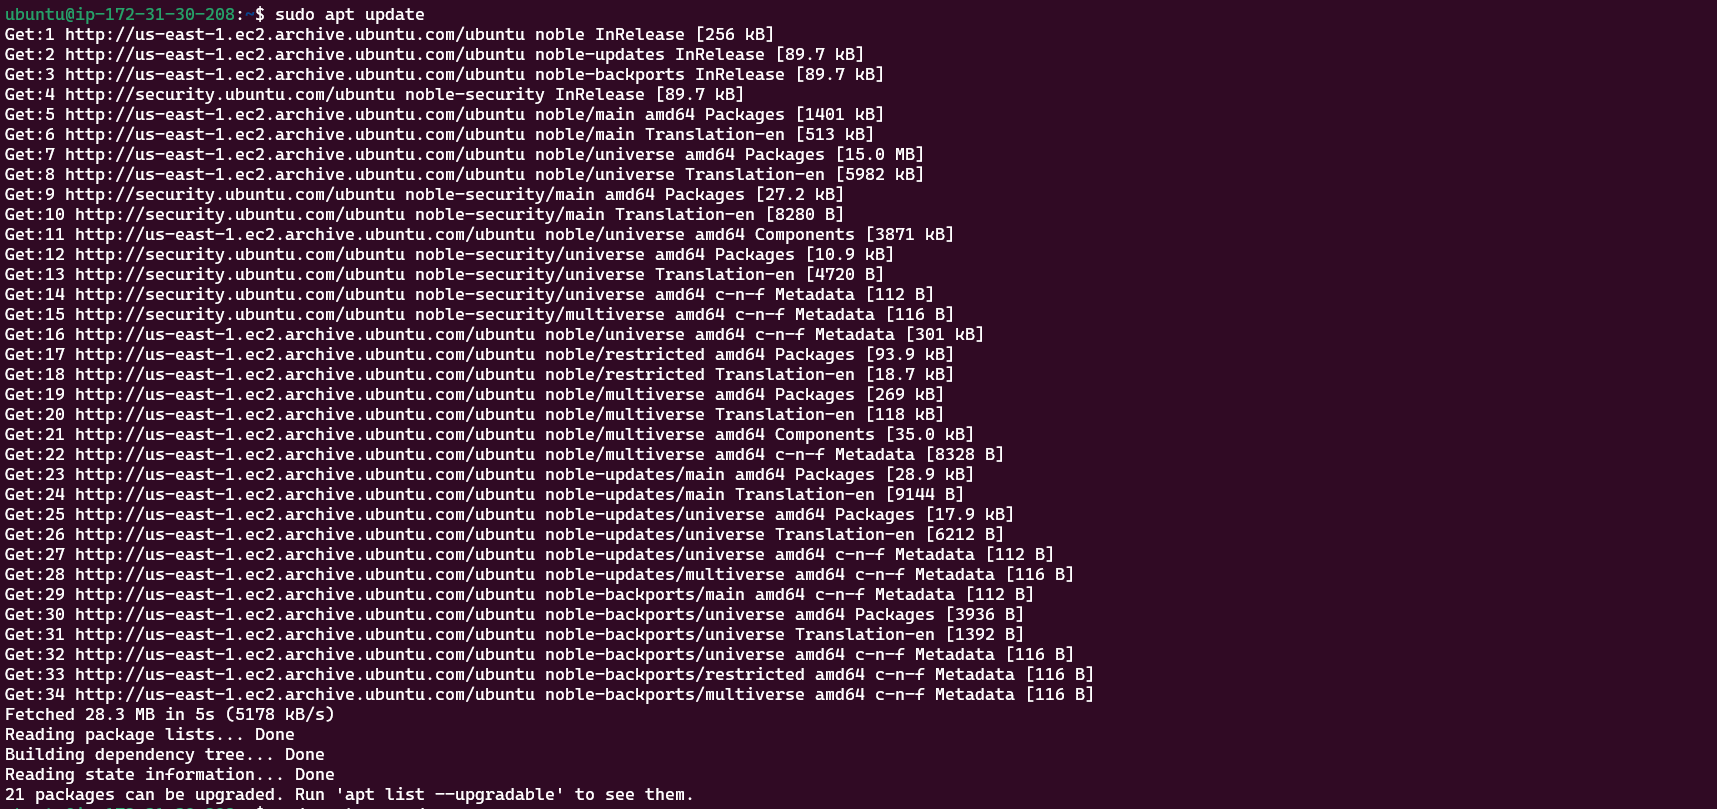 ubuntu@ip-172-31-30-208:~$ sudo apt update
Get:1 http://us-east-1.ec2.archive.ubuntu.com/ubuntu noble InRelease [256 kB]
Get:2 http://us-east-1.ec2.archive.ubuntu.com/ubuntu noble-updates InRelease [89.7 kB]
Get:3 http://us-east-1.ec2.archive.ubuntu.com/ubuntu noble-backports InRelease [89.7 kB]
Get:4 http://security.ubuntu.com/ubuntu noble-security InRelease [89.7 kB]
Get:5 http://us-east-1.ec2.archive.ubuntu.com/ubuntu noble/main amd64 Packages [1401 kB]
Get:6 http://us-east-1.ec2.archive.ubuntu.com/ubuntu noble/main Translation-en [513 kB]
Get:7 http://us-east-1.ec2.archive.ubuntu.com/ubuntu noble/universe amd64 Packages [15.0 MB]
Get:8 http://us-east-1.ec2.archive.ubuntu.com/ubuntu noble/universe Translation-en [5982 kB]
Get:9 http://security.ubuntu.com/ubuntu noble-security/main amd64 Packages [27.2 kB]
Get:10 http://security.ubuntu.com/ubuntu noble-security/main Translation-en [8280 B]
Get:11 http://us-east-1.ec2.archive.ubuntu.com/ubuntu noble/universe amd64 Components [3871 kB]
Get:12 http://security.ubuntu.com/ubuntu noble-security/universe amd64 Packages [10.9 kB]
Get:13 http://security.ubuntu.com/ubuntu noble-security/universe Translation-en [4720 B]
Get:14 http://security.ubuntu.com/ubuntu noble-security/universe amd64 c-n-f Metadata [112 B]
Get:15 http://security.ubuntu.com/ubuntu noble-security/multiverse amd64 c-n-f Metadata [116 B]
Get:16 http://us-east-1.ec2.archive.ubuntu.com/ubuntu noble/universe amd64 c-n-f Metadata [301 kB]
Get:17 http://us-east-1.ec2.archive.ubuntu.com/ubuntu noble/restricted amd64 Packages [93.9 kB]
Get:18 http://us-east-1.ec2.archive.ubuntu.com/ubuntu noble/restricted Translation-en [18.7 kB]
Get:19 http://us-east-1.ec2.archive.ubuntu.com/ubuntu noble/multiverse amd64 Packages [269 kB]
Get:20 http://us-east-1.ec2.archive.ubuntu.com/ubuntu noble/multiverse Translation-en [118 kB]
Get:21 http://us-east-1.ec2.archive.ubuntu.com/ubuntu noble/multiverse amd64 Components [35.0 kB]
Get:22 http://us-east-1.ec2.archive.ubuntu.com/ubuntu noble/multiverse amd64 c-n-f Metadata [8328 B]
Get:23 http://us-east-1.ec2.archive.ubuntu.com/ubuntu noble-updates/main amd64 Packages [28.9 kB]
Get:24 http://us-east-1.ec2.archive.ubuntu.com/ubuntu noble-updates/main Translation-en [9144 B]
Get:25 http://us-east-1.ec2.archive.ubuntu.com/ubuntu noble-updates/universe amd64 Packages [17.9 kB]
Get:26 http://us-east-1.ec2.archive.ubuntu.com/ubuntu noble-updates/universe Translation-en [6212 B]
Get:27 http://us-east-1.ec2.archive.ubuntu.com/ubuntu noble-updates/universe amd64 c-n-f Metadata [112 B]
Get:28 http://us-east-1.ec2.archive.ubuntu.com/ubuntu noble-updates/multiverse amd64 c-n-f Metadata [116 B]
Get:29 http://us-east-1.ec2.archive.ubuntu.com/ubuntu noble-backports/main amd64 c-n-f Metadata [112 B]
Get:30 http://us-east-1.ec2.archive.ubuntu.com/ubuntu noble-backports/universe amd64 Packages [3936 B]
Get:31 http://us-east-1.ec2.archive.ubuntu.com/ubuntu noble-backports/universe Translation-en [1392 B]
Get:32 http://us-east-1.ec2.archive.ubuntu.com/ubuntu noble-backports/universe amd64 c-n-f Metadata [116 B]
Get:33 http://us-east-1.ec2.archive.ubuntu.com/ubuntu noble-backports/restricted amd64 c-n-f Metadata [116 B]
Get:34 http://us-east-1.ec2.archive.ubuntu.com/ubuntu noble-backports/multiverse amd64 c-n-f Metadata [116 B]
Fetched 28.3 MB in 5s (5178 kB/s)
Reading package lists... Done
Building dependency tree... Done
Reading state information... Done
21 packages can be upgraded. Run 'apt list --upgradable' to see them.